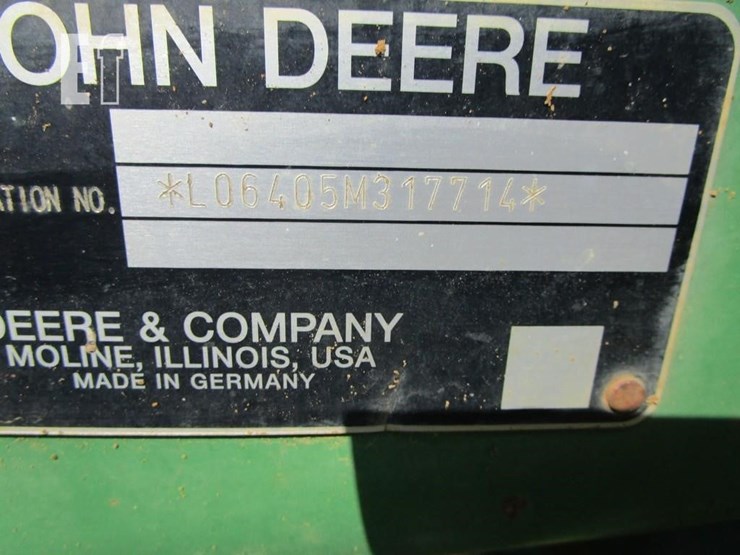 OHN DEERE
ATION NO. *L06405M317714*
DEERE & COMPANY
MOLINE, ILLINOIS, USA
MADE IN GERMANY